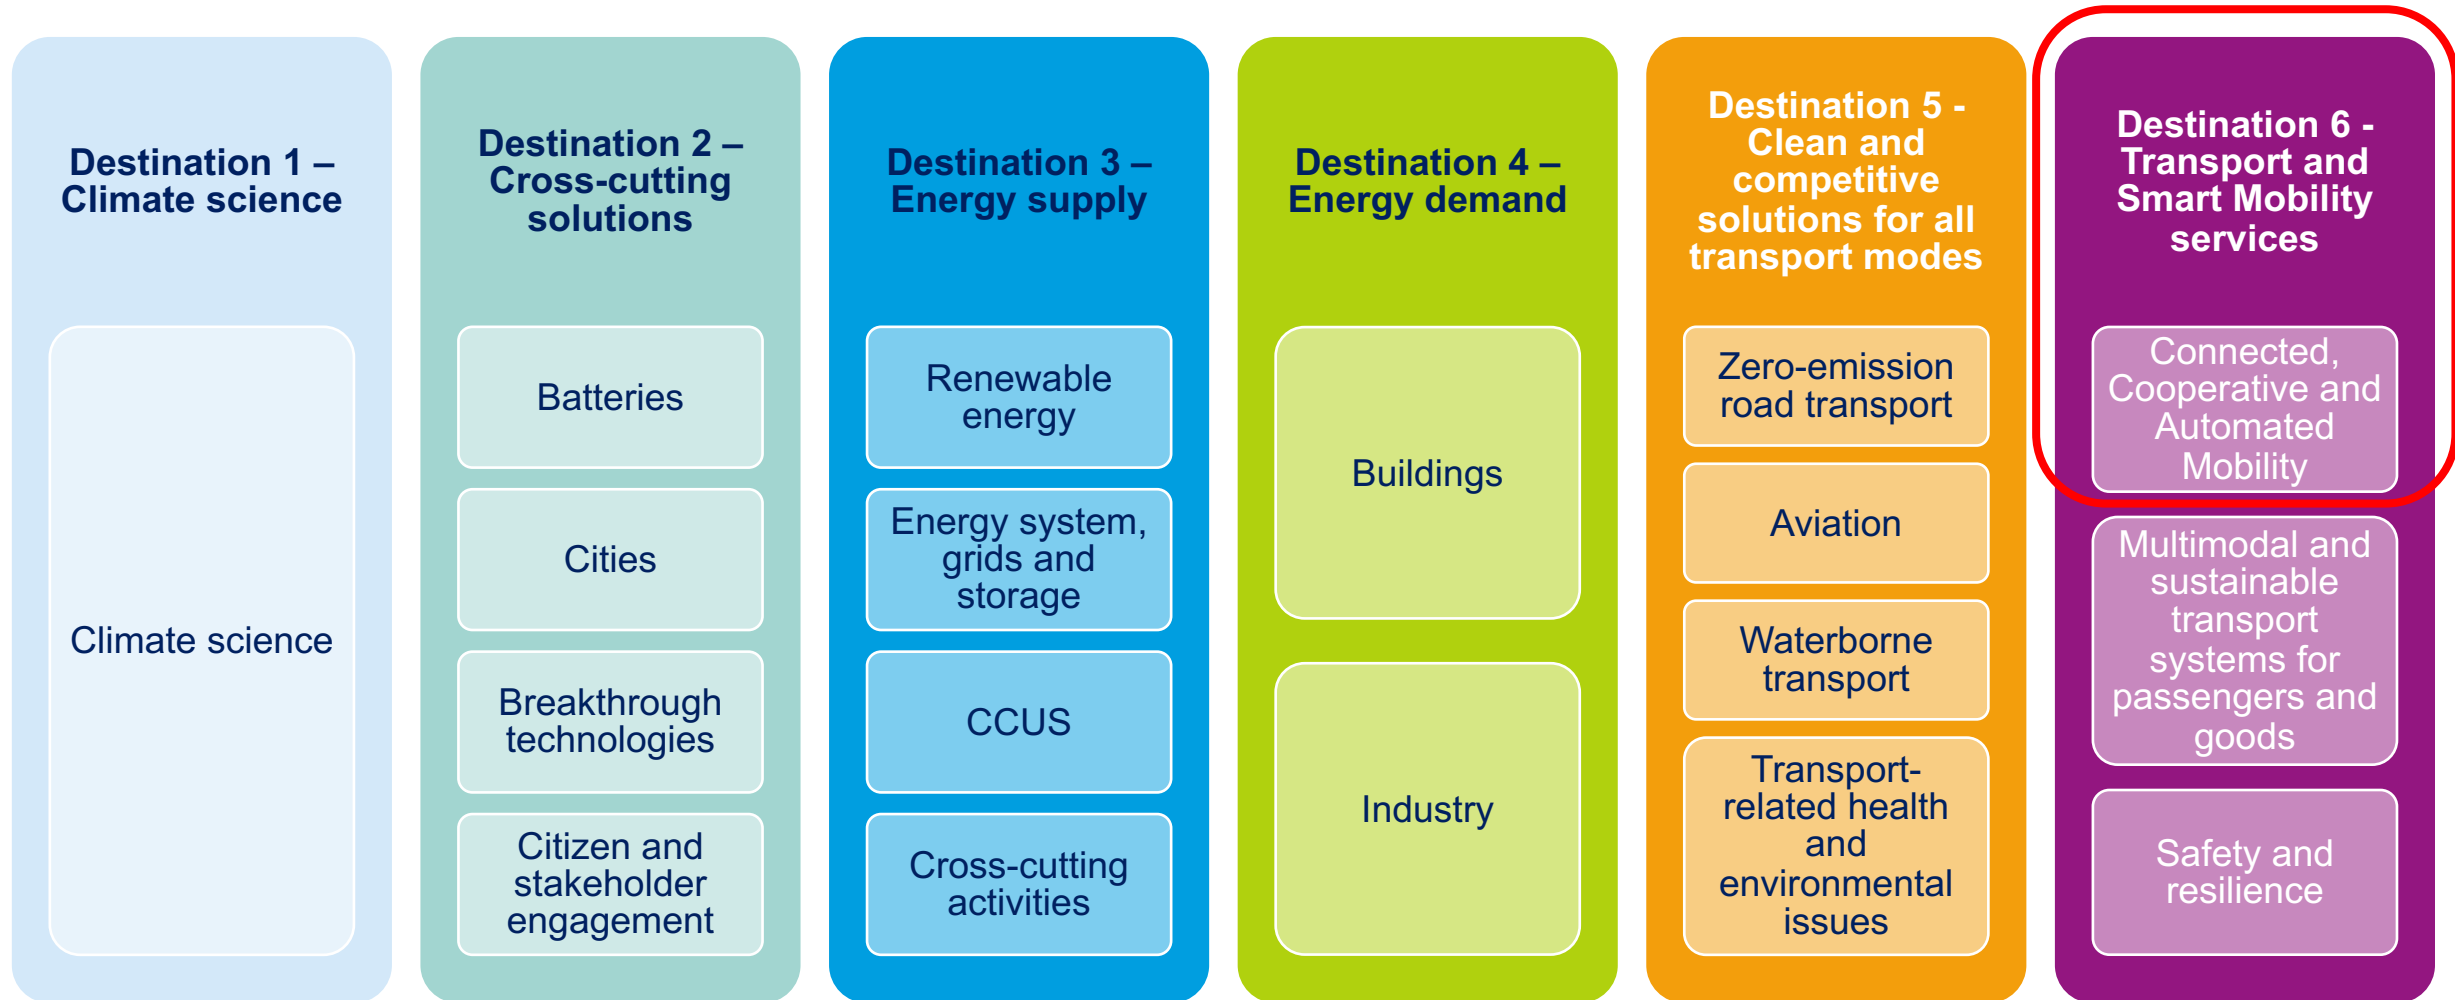 Destination 1 –
Climate science
Climate science
Destination 2 –
Cross-cutting
solutions
Batteries
Cities
Breakthrough
technologies
Citizen and
stakeholder
engagement
Destination 3 –
Energy supply
Renewable
energy
Energy system,
grids and
storage
CCUS
Cross-cutting
activities
Destination 4 –
Energy demand
Buildings
Industry
Destination 5 -
Clean and
competitive
solutions for all
transport modes
Zero-emission
road transport
Aviation
Waterborne
transport
Transport-
related health
and
environmental
issues
Destination 6 -
Transport and
Smart Mobility
services
Connected,
Cooperative and
Automated
Mobility
Multimodal and
sustainable
transport
systems for
passengers and
goods
Safety and
resilience